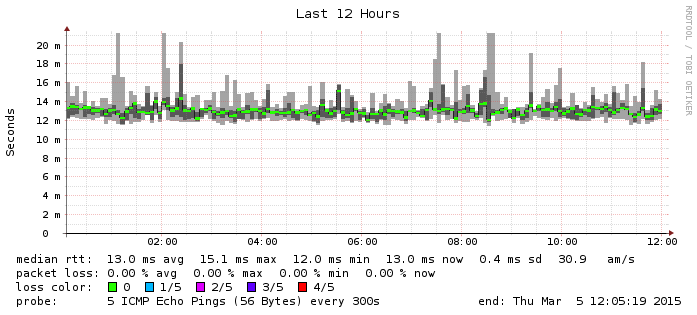 Last 12 Hours
RRDTOOL / TOBI OETIKER
Seconds
20 m
18 m
16 m
14 m
12 m
10 m
8 m
6 m
4 m
2 m
0
02:00 04:00 06:00 08:00 10:00 12:00
median rtt: 13.0 ms avg 15.1 ms max 12.0 ms min 13.0 ms now 0.4 ms sd 30.9 am/s
packet loss: 0.00 % avg 0.00 % max 0.00 % min 0.00 % now
loss color: 0 1/5 2/5 3/5 4/5
probe: 5 ICMP Echo Pings (56 Bytes) every 300s end: Thu Mar 5 12:05:19 2015